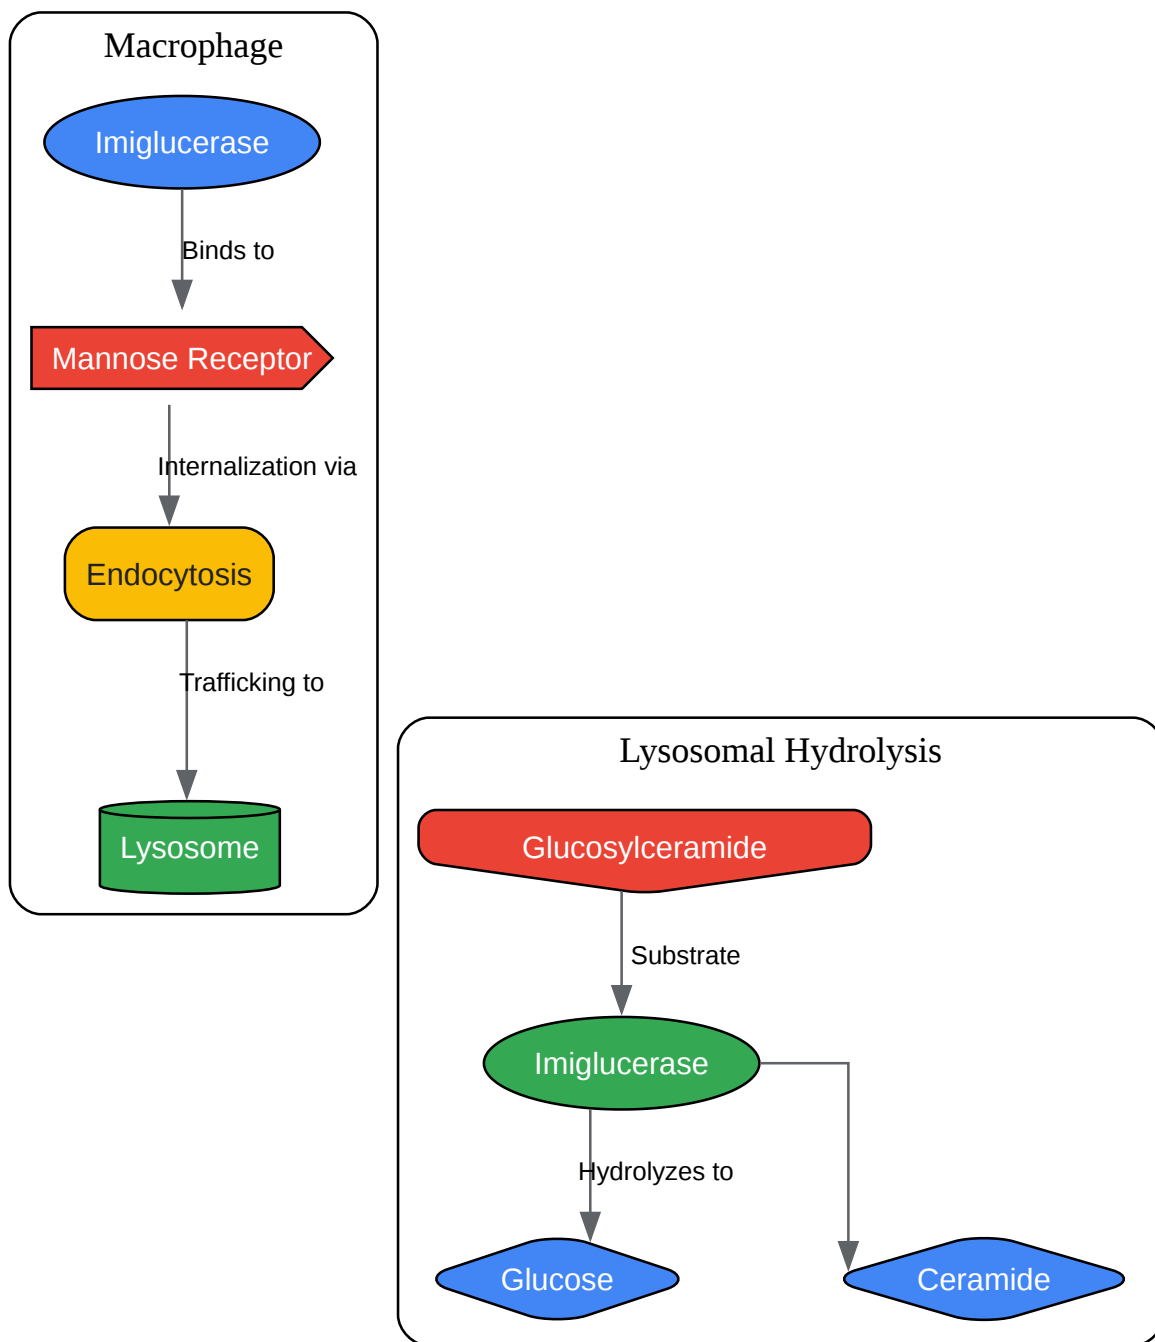 Macrophage
Imiglucerase
Binds to
Mannose Receptor
Internalization via
Endocytosis
Trafficking to
Lysosome
Lysosomal Hydrolysis
Glucosylceramide
Substrate
Imiglucerase
Hydrolyzes to
Glucose
Ceramide